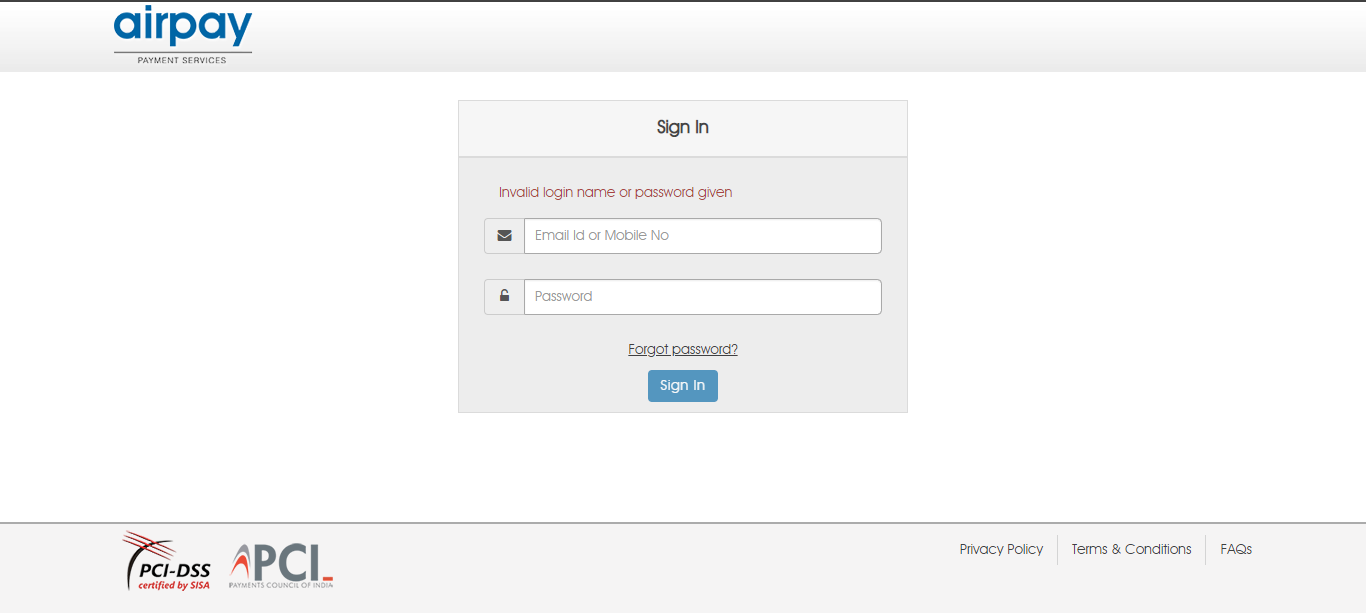 airpay
PAYMENT SERVICES
Sign In
Invalid login name or password given
Email Id or Mobile No
Password
Forgot password?
Sign In
PCI-DSS
certified by SISA
PCI
PAYMENTS COUNCIL OF INDIA
Privacy Policy
Terms & Conditions
FAQs